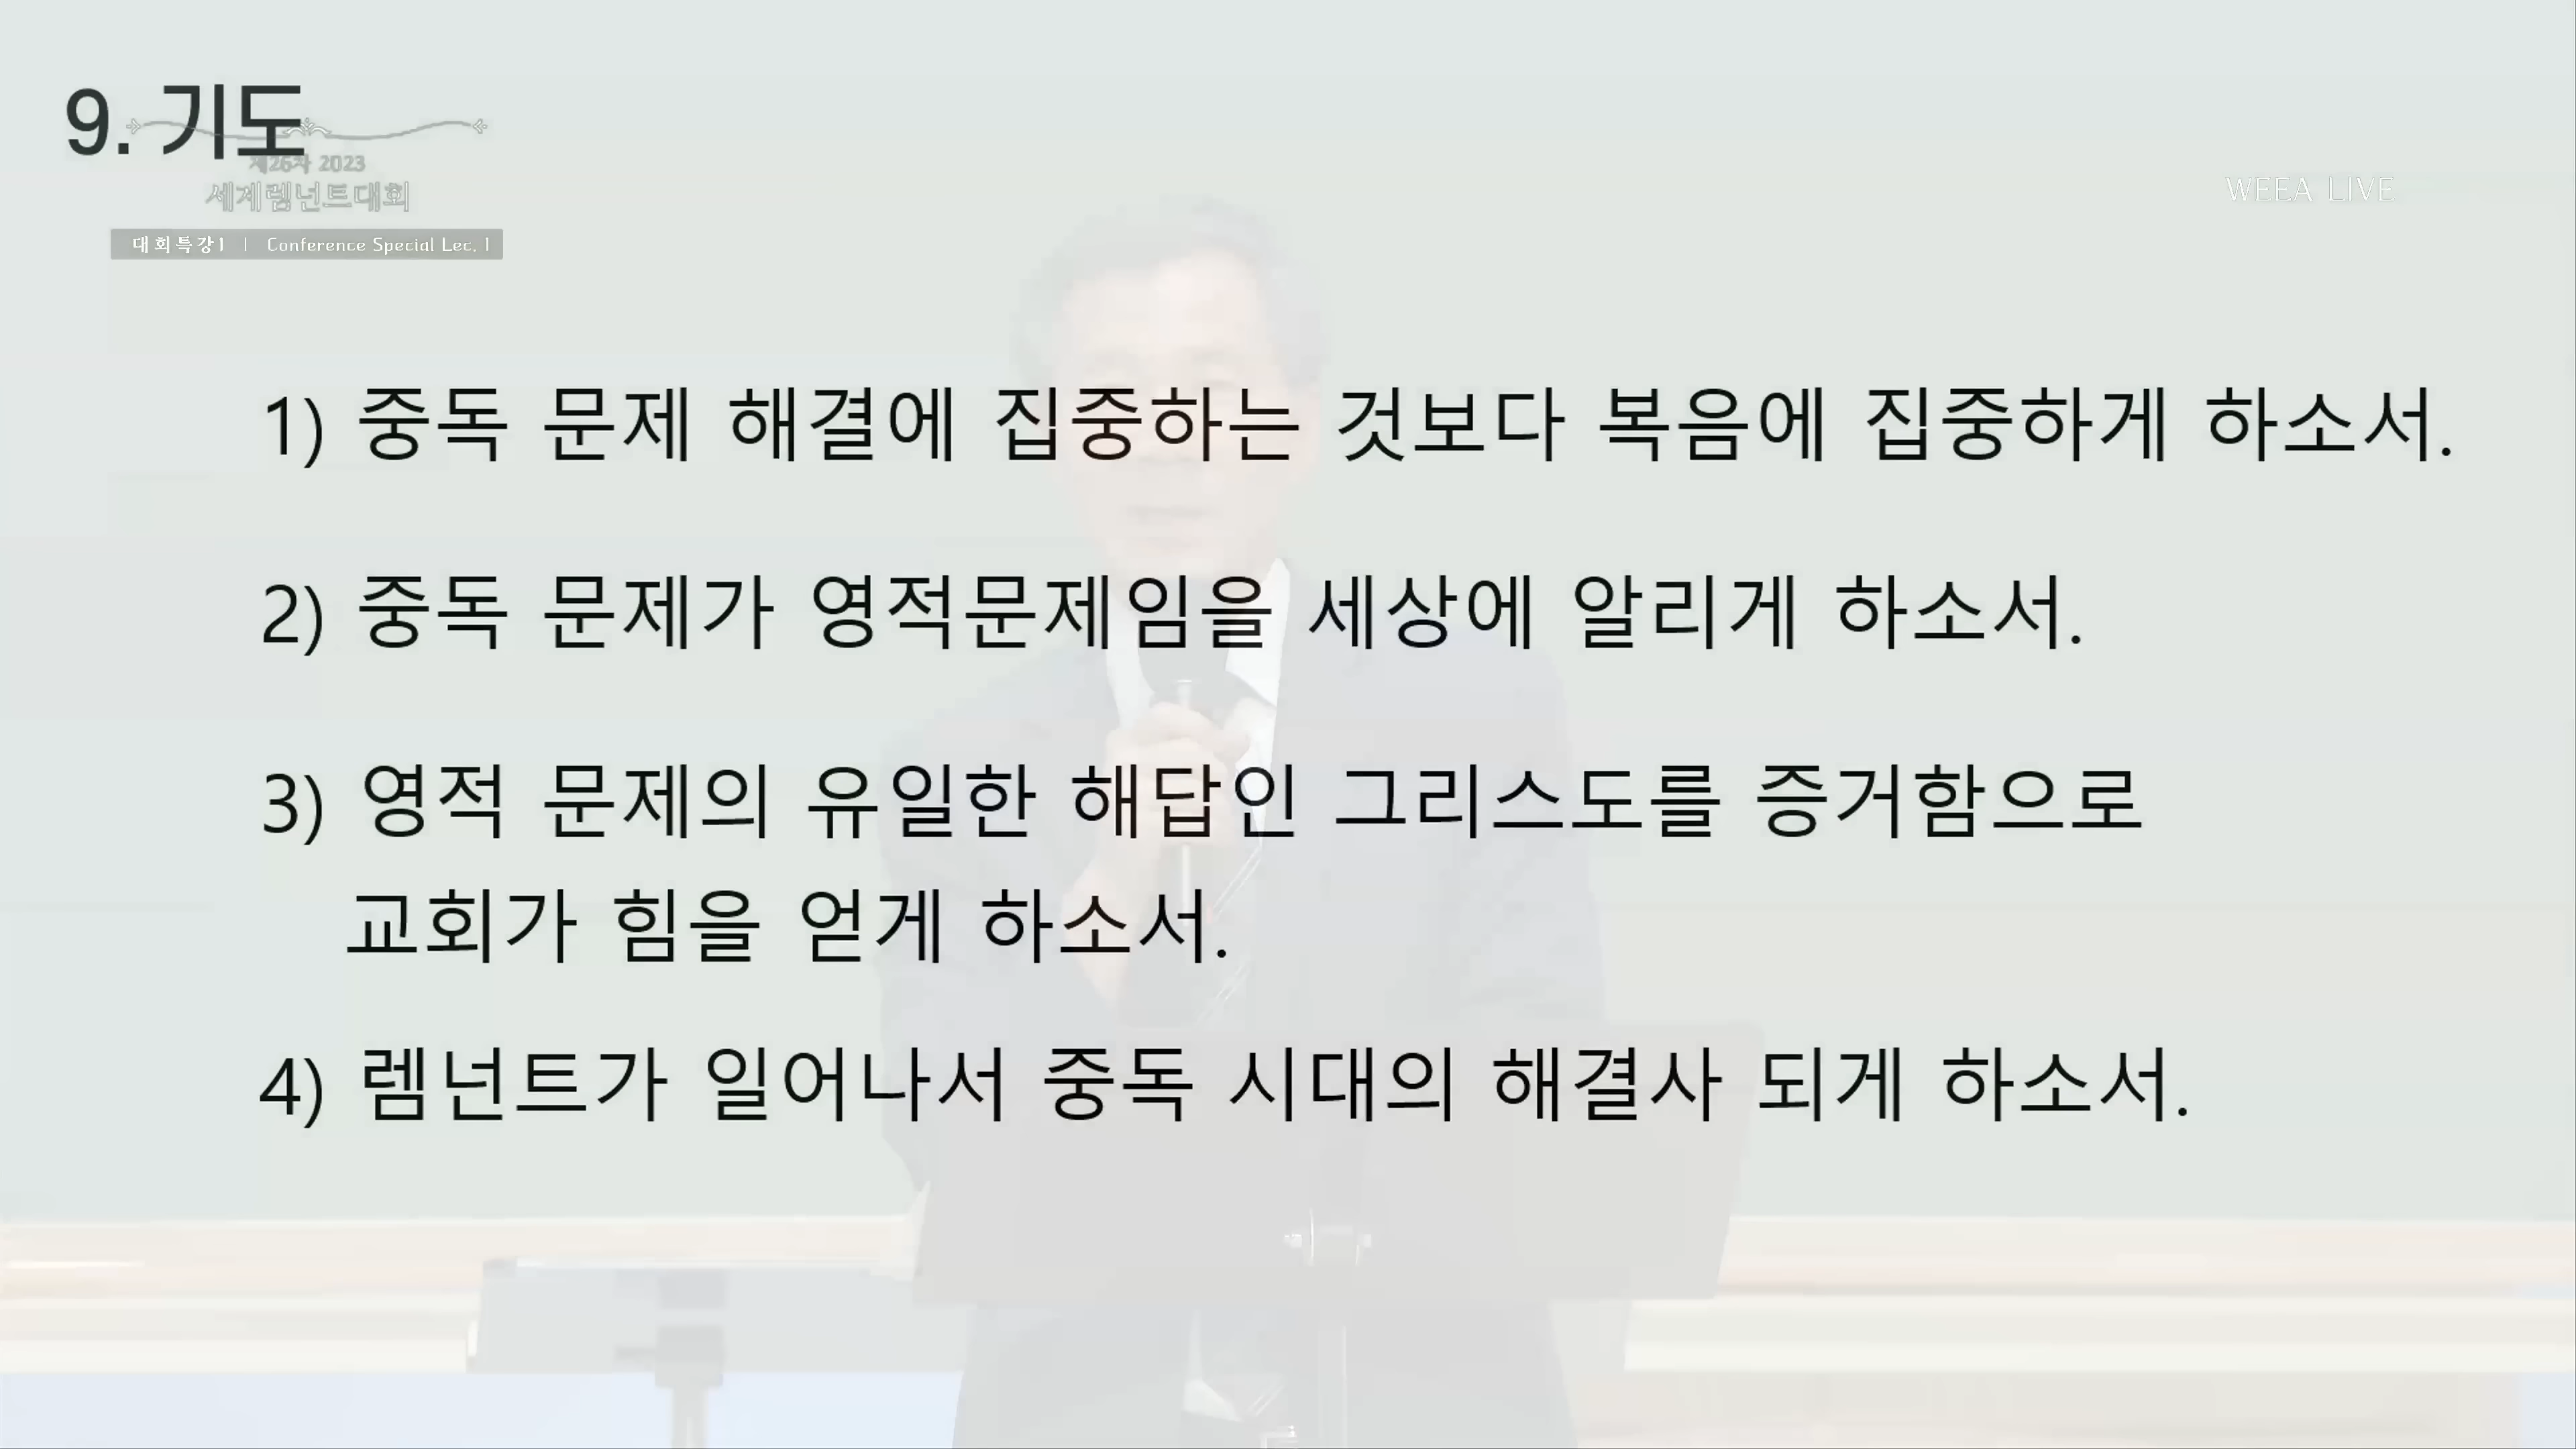 9. 기도
제26차 2023
세계렘넌트대회
대회특강1 | Conference Special Lec. 1
WEEA LIVE
1) 중독 문제 해결에 집중하는 것보다 복음에 집중하게 하소서.
2) 중독 문제가 영적문제임을 세상에 알리게 하소서.
3) 영적 문제의 유일한 해답인 그리스도를 증거함으로
교회가 힘을 얻게 하소서.
4) 렘넌트가 일어나서 중독 시대의 해결사 되게 하소서.